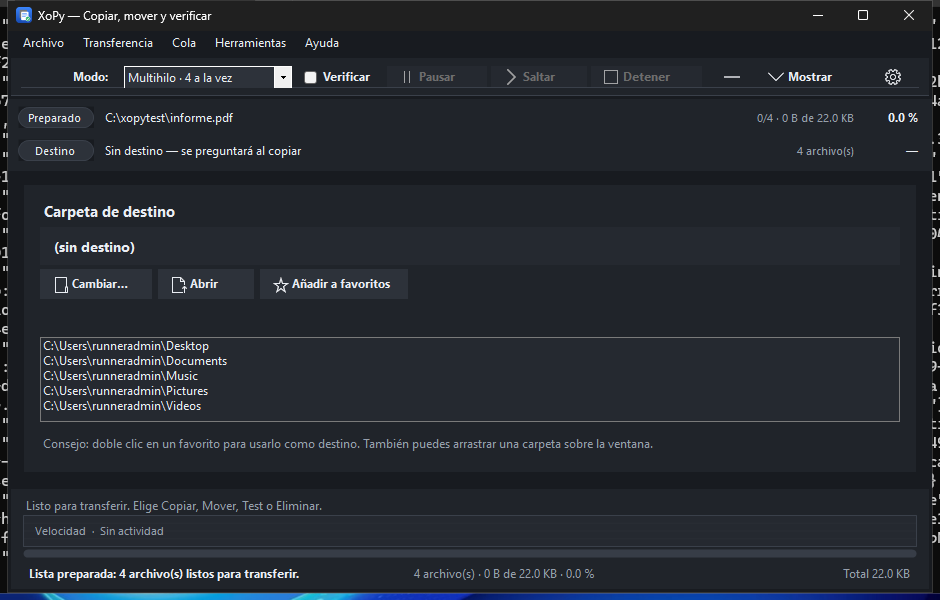 XoPy — Copiar, mover y verificar
Archivo Transferencia Cola Herramientas Ayuda
Modo: Multihilo · 4 a la vez Verificar Pausar Saltar Detener Mostrar
Preparado C:\xopytest\informe.pdf 0/4 · 0 B de 22.0 KB 0.0 %
Destino Sin destino — se preguntará al copiar 4 archivo(s) —
Carpeta de destino
(sin destino)
Cambiar... Abrir Añadir a favoritos
C:\Users\runneradmin\Desktop
C:\Users\runneradmin\Documents
C:\Users\runneradmin\Music
C:\Users\runneradmin\Pictures
C:\Users\runneradmin\Videos
Consejo: doble clic en un favorito para usarlo como destino. También puedes arrastrar una carpeta sobre la ventana.
Listo para transferir. Elige Copiar, Mover, Test o Eliminar.
Velocidad · Sin actividad
Lista preparada: 4 archivo(s) listos para transferir. 4 archivo(s) · 0 B de 22.0 KB · 0.0 % Total 22.0 KB